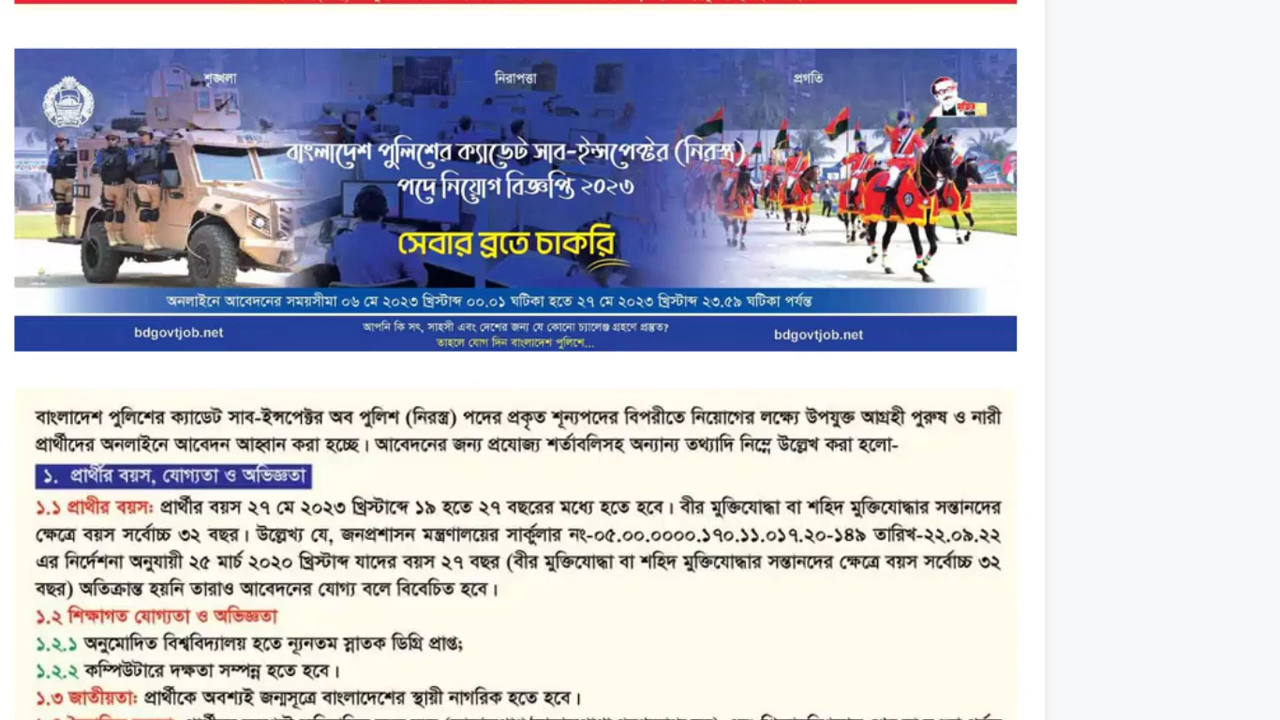 শৃঙ্খলা নিরাপত্তা প্রগতি
বাংলাদেশ পুলিশের ক্যাডেট সাব-ইন্সপেক্টর (নিরস্ত্র)
পদে নিয়োগ বিজ্ঞপ্তি ২০২৩
সেবার ব্রতে চাকরি
অনলাইনে আবেদনের সময়সীমা ০৬ মে ২০২৩ খ্রিস্টাব্দ ০০.০১ ঘটিকা হতে ২৭ মে ২০২৩ খ্রিস্টাব্দ ২৩.৫৯ ঘটিকা পর্যন্ত
bdgovtjob.net
আপনি কি সৎ, সাহসী এবং দেশের জন্য যে কোনো চ্যালেঞ্জ গ্রহণে প্রস্তুত?
তাহলে যোগ দিন বাংলাদেশ পুলিশে...
bdgovtjob.net
বাংলাদেশ পুলিশের ক্যাডেট সাব-ইন্সপেক্টর অব পুলিশ (নিরস্ত্র) পদের প্রকৃত শূন্যপদের বিপরীতে নিয়োগের লক্ষ্যে উপযুক্ত আগ্রহী পুরুষ ও নারী
প্রার্থীদের অনলাইনে আবেদন আহ্বান করা হচ্ছে। আবেদনের জন্য প্রযোজ্য শর্তাবলিসহ অন্যান্য তথ্যাদি নিম্নে উল্লেখ করা হলো-
১. প্রার্থীর বয়স, যোগ্যতা ও অভিজ্ঞতা
১.১ প্রার্থীর বয়স: প্রার্থীর বয়স ২৭ মে ২০২৩ খ্রিস্টাব্দে ১৯ হতে ২৭ বছরের মধ্যে হতে হবে। বীর মুক্তিযোদ্ধা বা শহিদ মুক্তিযোদ্ধার সন্তানদের
ক্ষেত্রে বয়স সর্বোচ্চ ৩২ বছর। উল্লেখ্য যে, জনপ্রশাসন মন্ত্রণালয়ের সার্কুলার নং-০৫.০০.০০০০.১৭০.১১.০১৭.২০-১৪৯ তারিখ-২২.০৯.২২
এর নির্দেশনা অনুযায়ী ২৫ মার্চ ২০২০ খ্রিস্টাব্দ যাদের বয়স ২৭ বছর (বীর মুক্তিযোদ্ধা বা শহিদ মুক্তিযোদ্ধার সন্তানদের ক্ষেত্রে বয়স সর্বোচ্চ ৩২
বছর) অতিক্রান্ত হয়নি তারাও আবেদনের যোগ্য বলে বিবেচিত হবে।
১.২ শিক্ষাগত যোগ্যতা ও অভিজ্ঞতা
১.২.১ অনুমোদিত বিশ্ববিদ্যালয় হতে ন্যূনতম স্নাতক ডিগ্রি প্রাপ্ত;
১.২.২ কম্পিউটারে দক্ষতা সম্পন্ন হতে হবে।
১.৩ জাতীয়তা: প্রার্থীকে অবশ্যই জন্মসূত্রে বাংলাদেশের স্থায়ী নাগরিক হতে হবে।